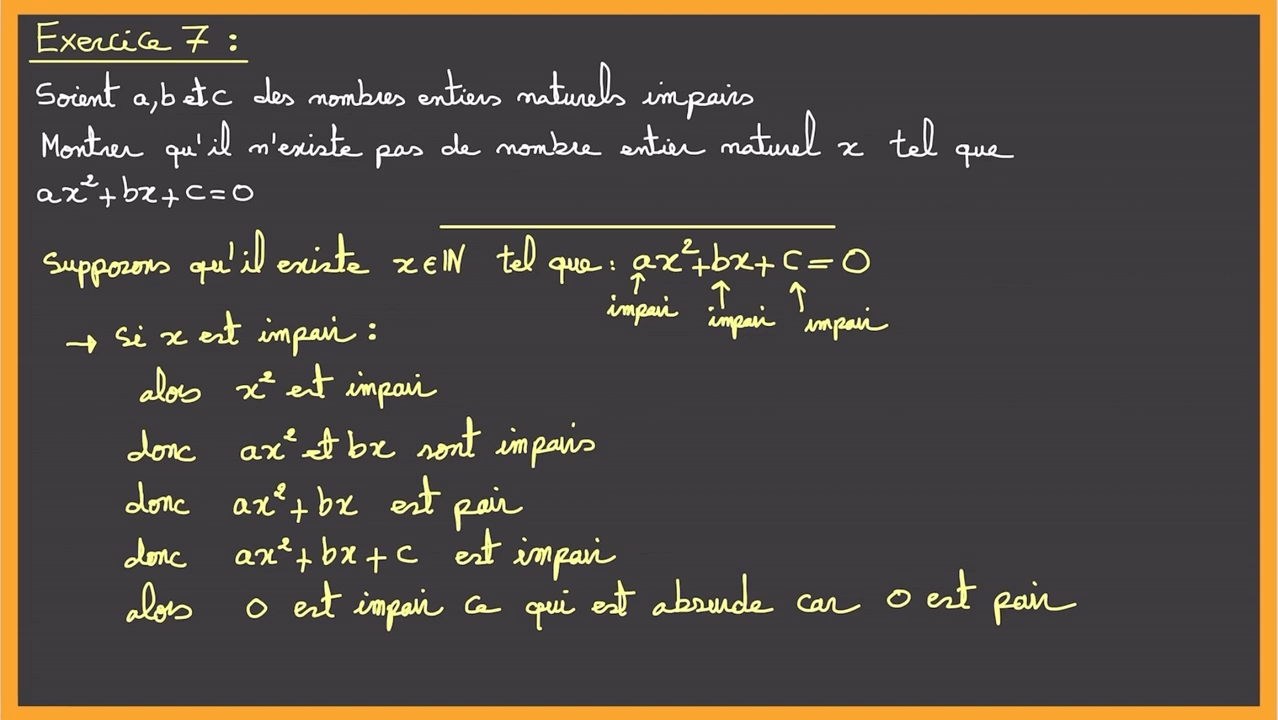 Exercice 7 :
Soient a, b et c des nombres entiers naturels impairs
Montrer qu'il n'existe pas de nombre entier naturel x tel que
ax²+bx+c=0
Supposons qu'il existe x∈ℕ tel que : ax²+bx+c=0
impair impair impair
→ Si x est impair :
alors x² est impair
donc ax² et bx sont impairs
donc ax²+bx est pair
donc ax²+bx+c est impair
alors 0 est impair ce qui est absurde car 0 est pair